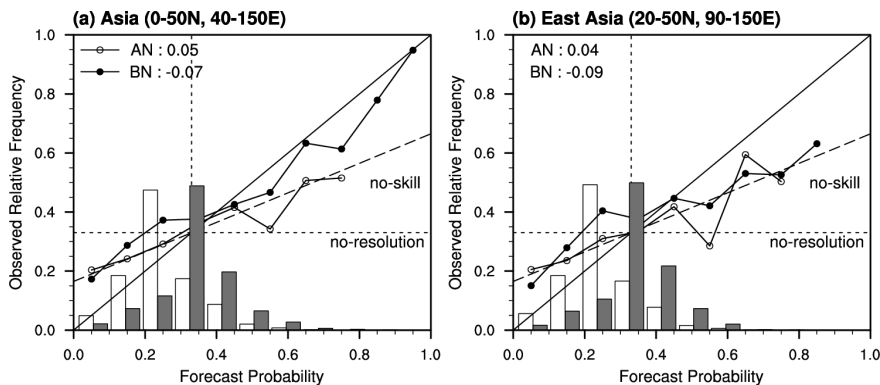 (a) Asia (0-50N, 40-150E)
AN : 0.05
BN : -0.07
Observed Relative Frequency
1.0
0.8
0.6
0.4
0.2
0.0
no-skill
no-resolution
0.0 0.2 0.4 0.6 0.8 1.0
Forecast Probability
(b) East Asia (20-50N, 90-150E)
AN : 0.04
BN : -0.09
Observed Relative Frequency
1.0
0.8
0.6
0.4
0.2
0.0
no-skill
no-resolution
0.0 0.2 0.4 0.6 0.8 1.0
Forecast Probability